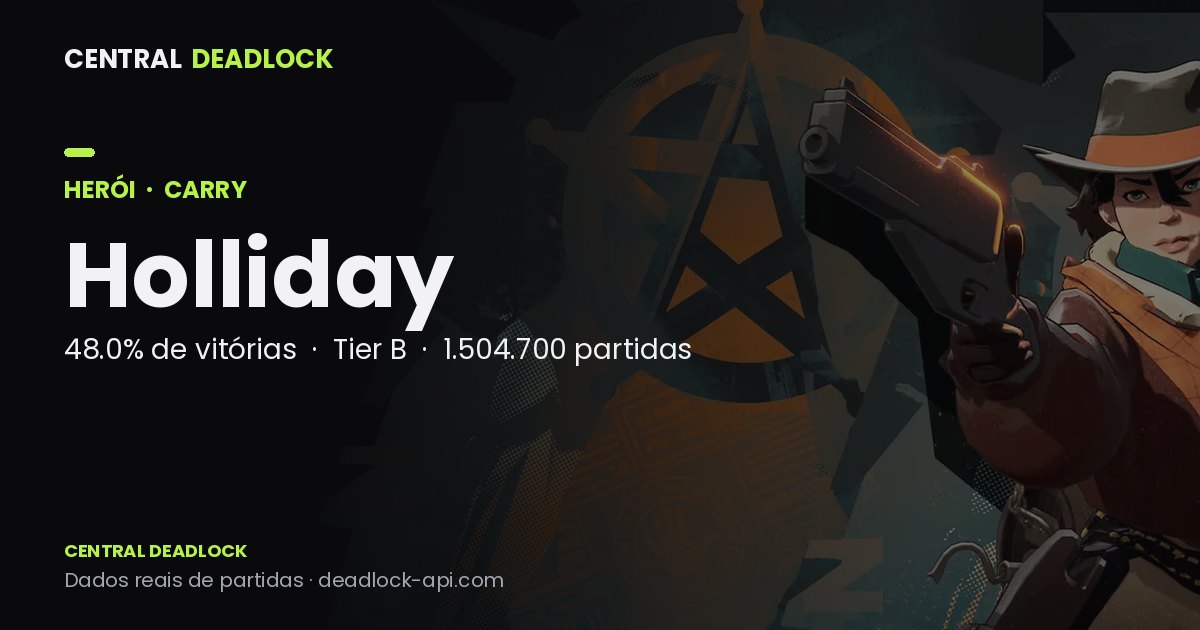 CENTRAL DEADLOCK
HERÓI · CARRY
Holliday
48.0% de vitórias · Tier B · 1.504.700 partidas
CENTRAL DEADLOCK
Dados reais de partidas · deadlock-api.com